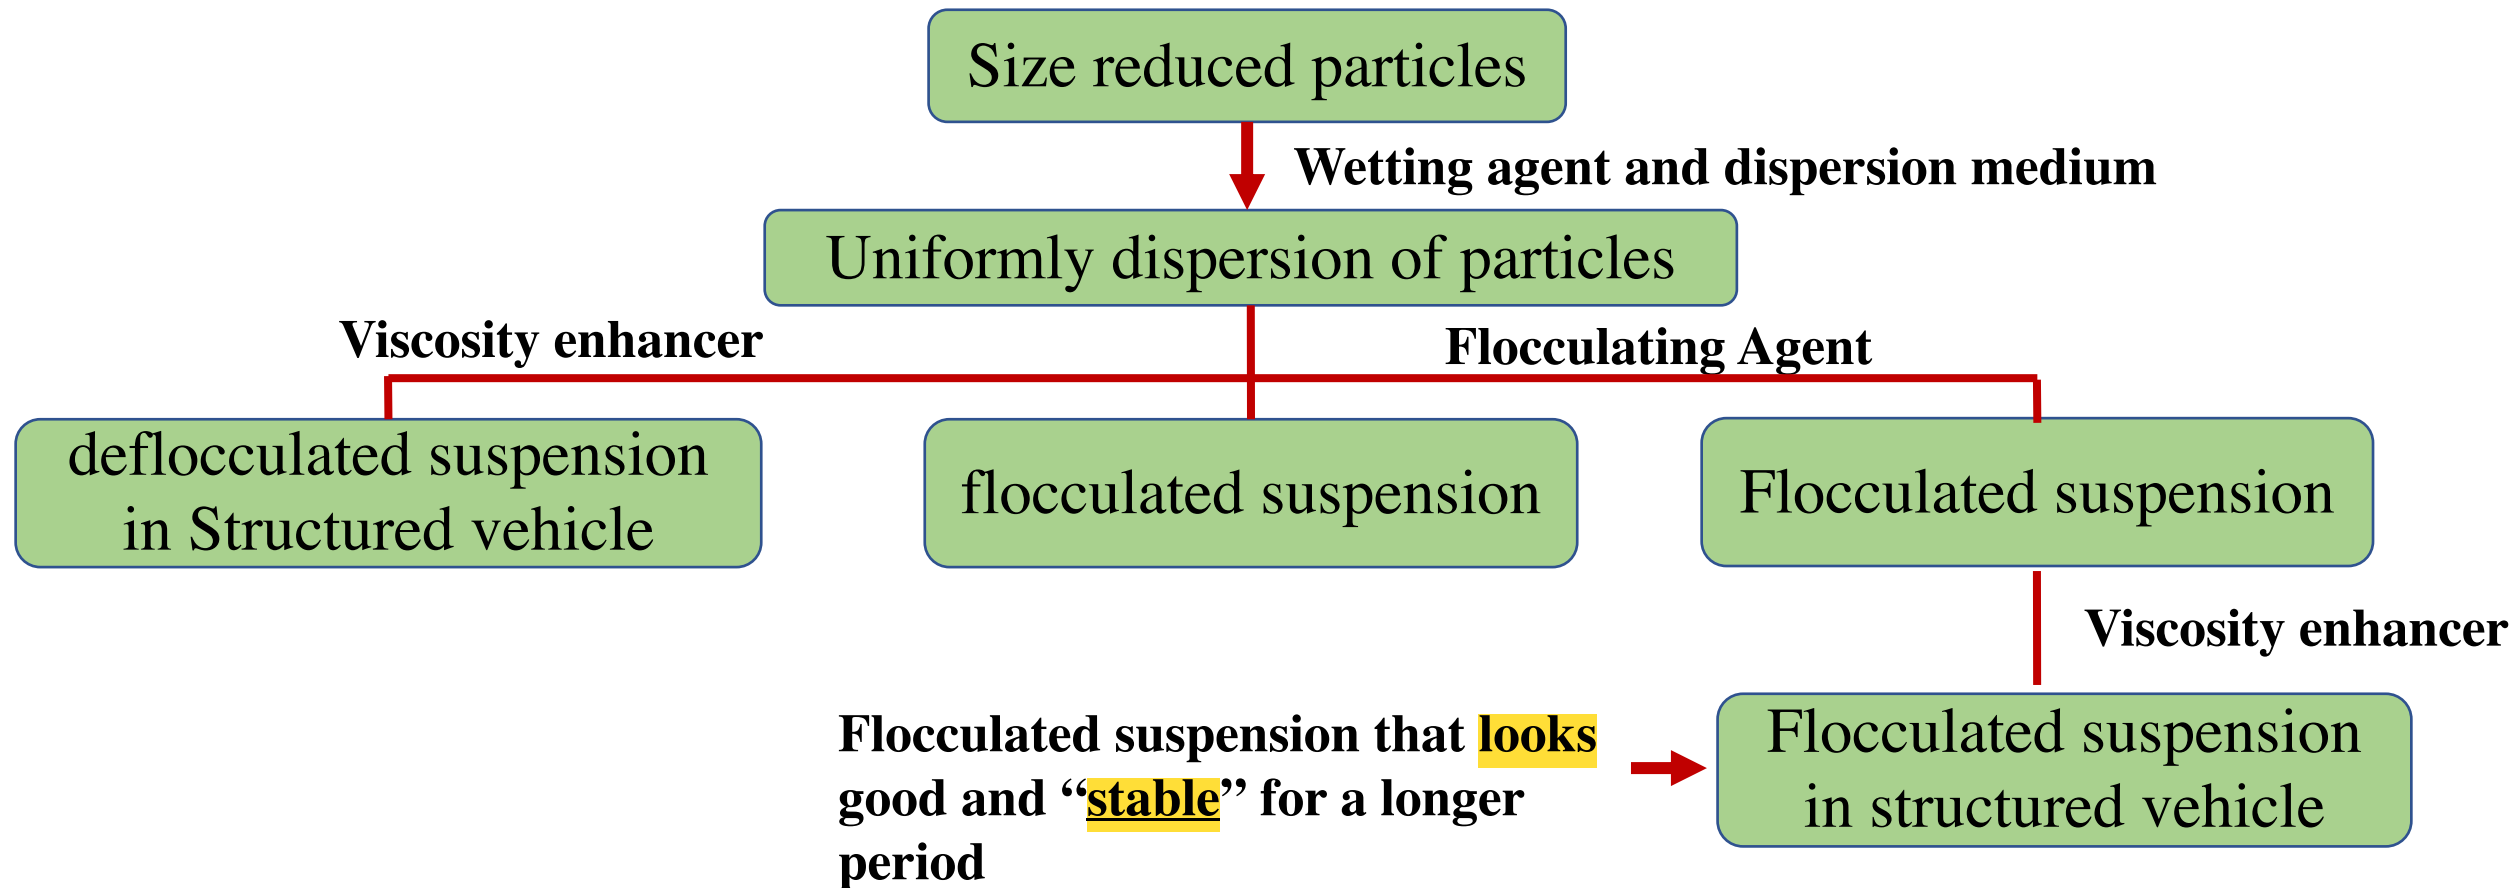 Size reduced particles
Wetting agent and dispersion medium
Uniformly dispersion of particles
Viscosity enhancer
Flocculating Agent
deflocculated suspension
in Structured vehicle
flocculated suspension
Flocculated suspension
Viscosity enhancer
Flocculated suspension that looks
good and “stable” for a longer
period
Flocculated suspension
in structured vehicle